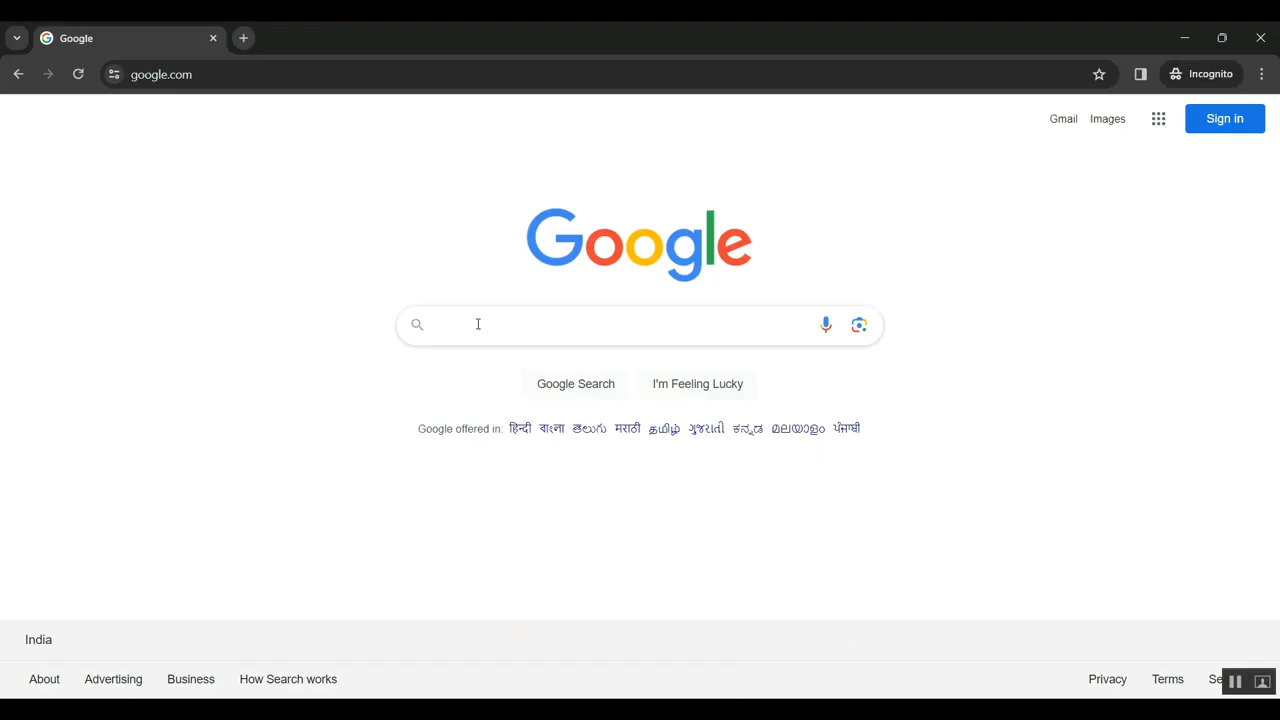 Google
google.com
Incognito
Gmail Images
Sign in
Google
Google Search I'm Feeling Lucky
Google offered in: हिन्दी বাংলা తెలుగు मराठी தமிழ் ગુજરાતી ಕನ್ನಡ മലയാളം ਪੰਜਾਬੀ
India
About Advertising Business How Search works Privacy Terms